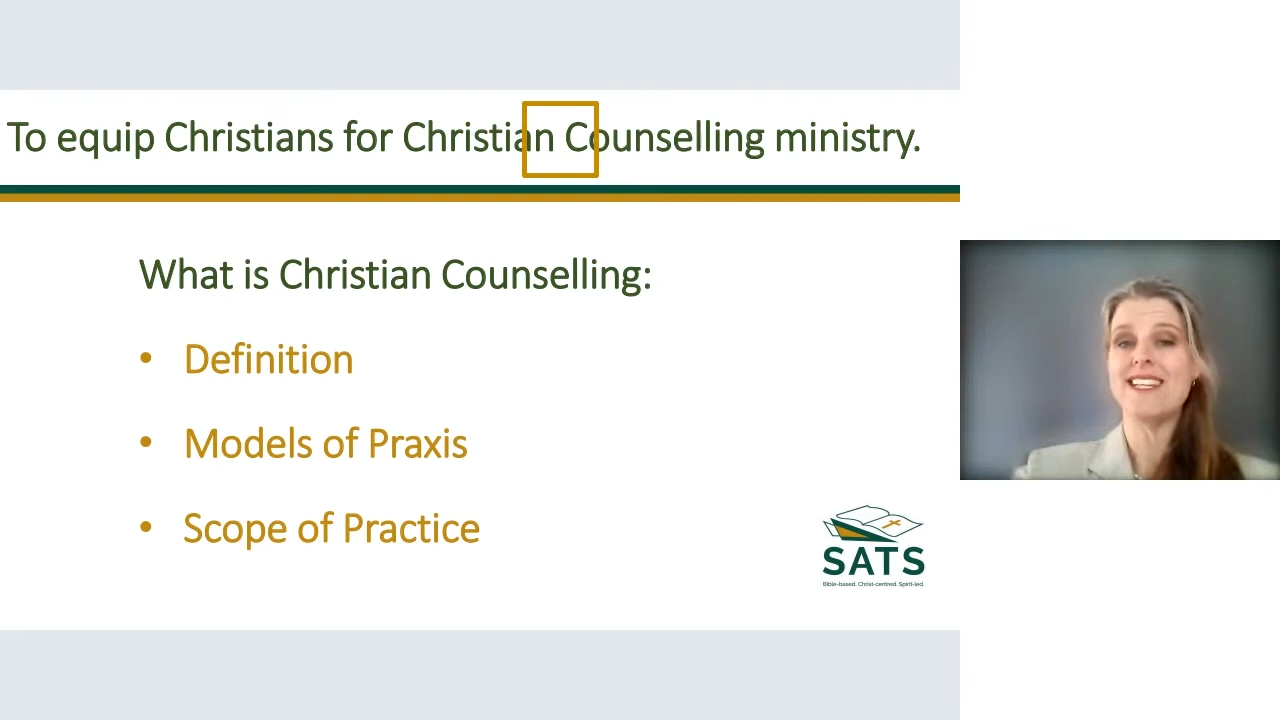 To equip Christians for Christian Counselling ministry.
What is Christian Counselling:
• Definition
• Models of Praxis
• Scope of Practice
SATS
Bible-based. Christ-centred. Spirit-led.